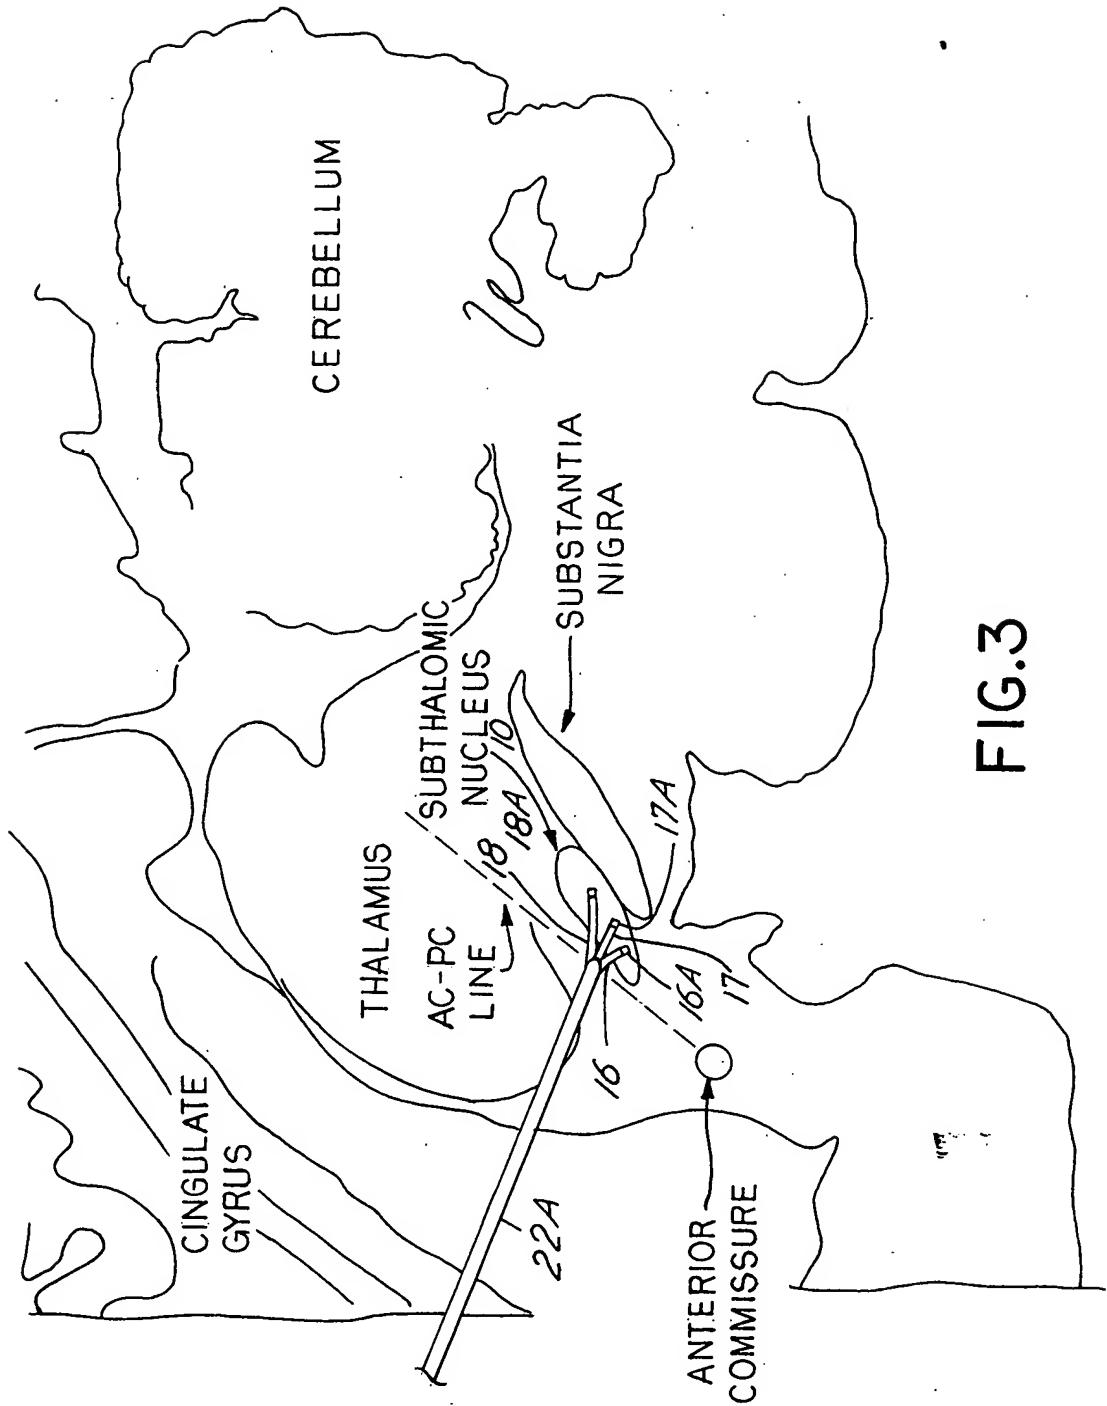 CINGULATE
GYRUS
THALAMUS
AC-PC
LINE
SUBTHALOMIC
NUCLEUS
10
18
18A
CEREBELLUM
SUBSTANTIA
NIGRA
22A
16
16A
17
17A
ANTERIOR
COMMISSURE
FIG.3